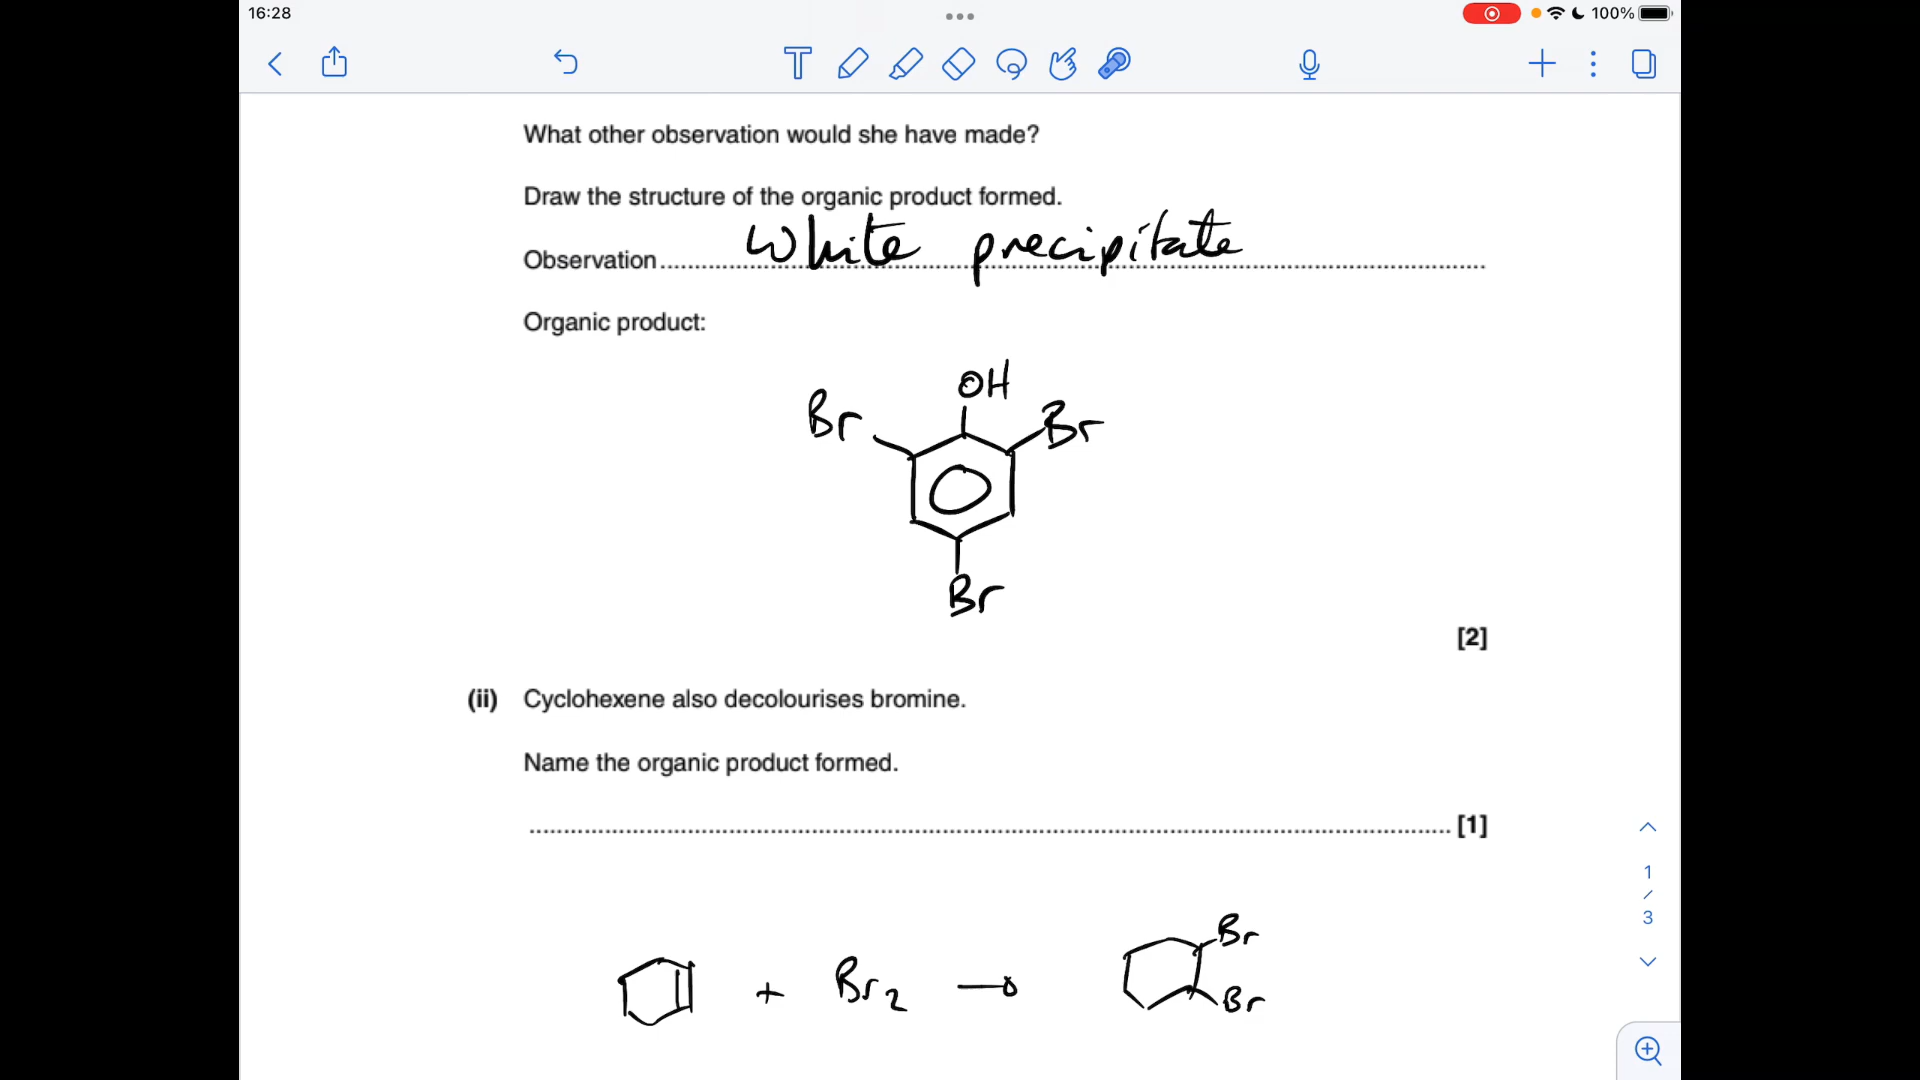 16:28
100%
What other observation would she have made?
Draw the structure of the organic product formed.
Observation White precipitate
Organic product:
OH
Br Br
Br
[2]
(ii) Cyclohexene also decolourises bromine.
Name the organic product formed.
[1]
1
/
3
Br
+ Br2
Br